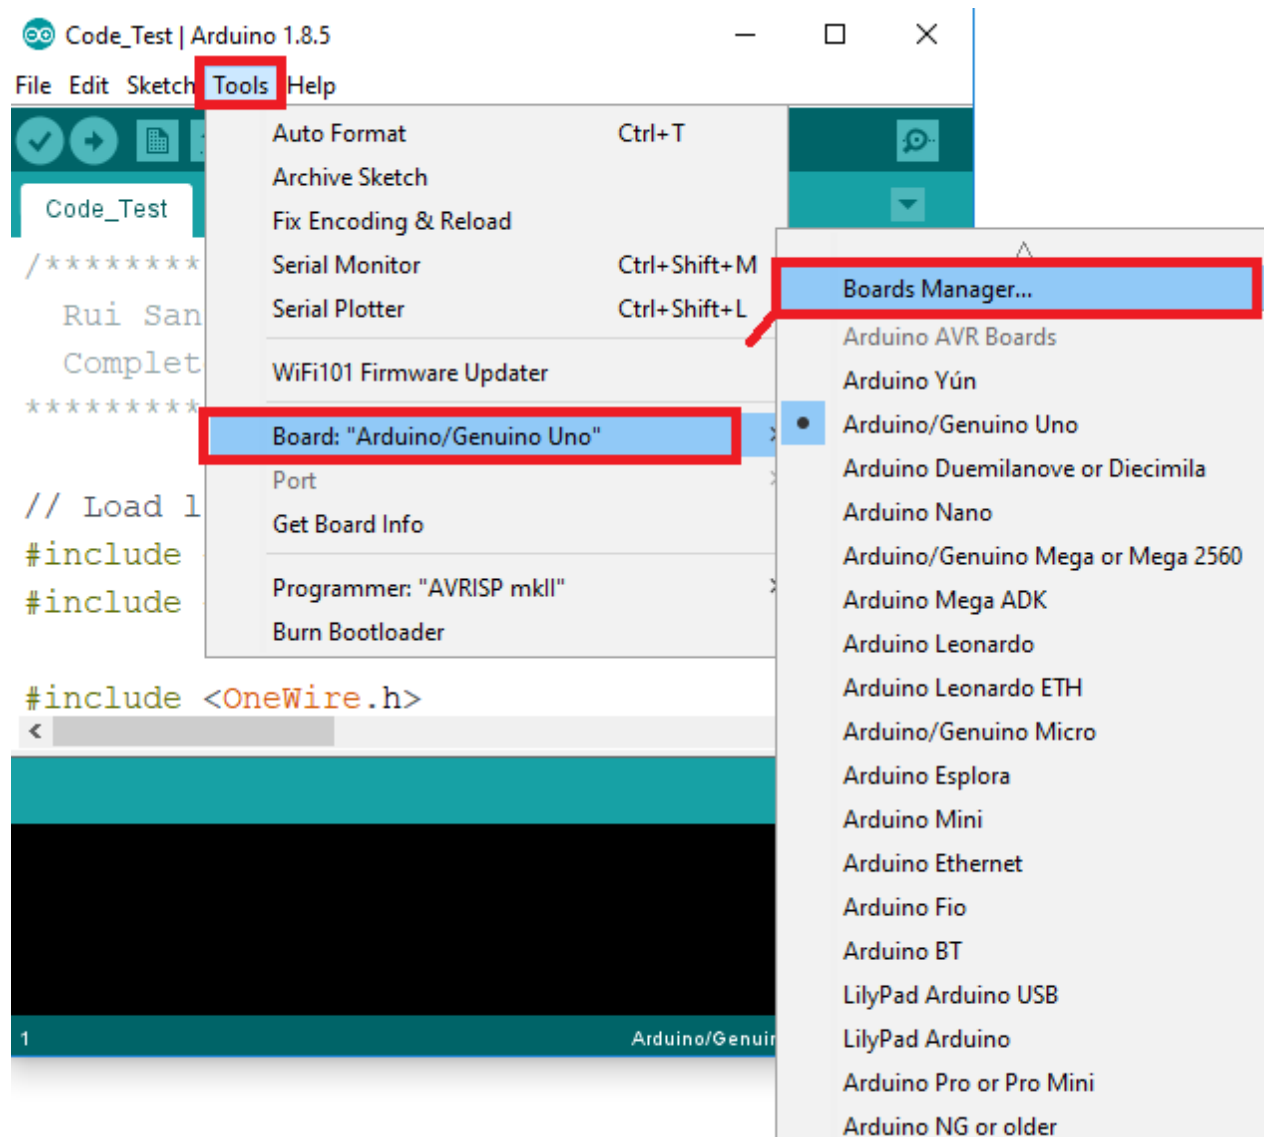 Code_Test | Arduino 1.8.5
File Edit Sketch Tools Help
Auto Format Ctrl+T
Archive Sketch
Fix Encoding & Reload
Serial Monitor Ctrl+Shift+M
Serial Plotter Ctrl+Shift+L
WiFi101 Firmware Updater
Board: "Arduino/Genuino Uno"
Port
Get Board Info
Programmer: "AVRISP mkII"
Burn Bootloader
Boards Manager...
Arduino AVR Boards
Arduino Yún
Arduino/Genuino Uno
Arduino Duemilanove or Diecimila
Arduino Nano
Arduino/Genuino Mega or Mega 2560
Arduino Mega ADK
Arduino Leonardo
Arduino Leonardo ETH
Arduino/Genuino Micro
Arduino Esplora
Arduino Mini
Arduino Ethernet
Arduino Fio
Arduino BT
LilyPad Arduino USB
LilyPad Arduino
Arduino Pro or Pro Mini
Arduino NG or older
Code_Test
/********
Rui San
Complet
*********
// Load l
#include
#include
#include <OneWire.h>
1 Arduino/Genuin